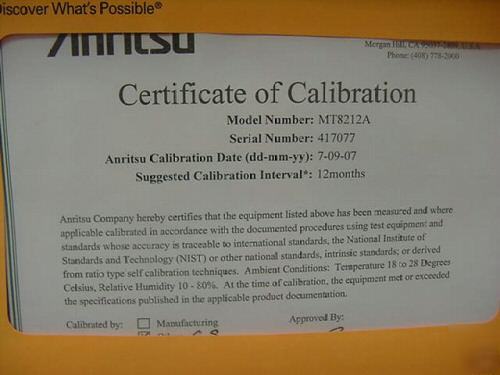 Discover What's Possible®
Anritsu
Morgan Hill, CA 95037-2809, U.S.A
Phone: (408) 778-2000
Certificate of Calibration
Model Number: MT8212A
Serial Number: 417077
Anritsu Calibration Date (dd-mm-yy): 7-09-07
Suggested Calibration Interval*: 12months
Anritsu Company hereby certifies that the equipment listed above has been measured and where
applicable calibrated in accordance with the documented procedures using test equipment and
standards whose accuracy is traceable to international standards, the National Institute of
Standards and Technology (NIST) or other national standards, intrinsic standards; or derived
from ratio type self calibration techniques. Ambient Conditions: Temperature 18 to 28 Degrees
Celsius, Relative Humidity 10 - 80%. At the time of calibration, the equipment met or exceeded
the specifications published in the applicable product documentation.
Calibrated by: Manufacturing
Approved By: